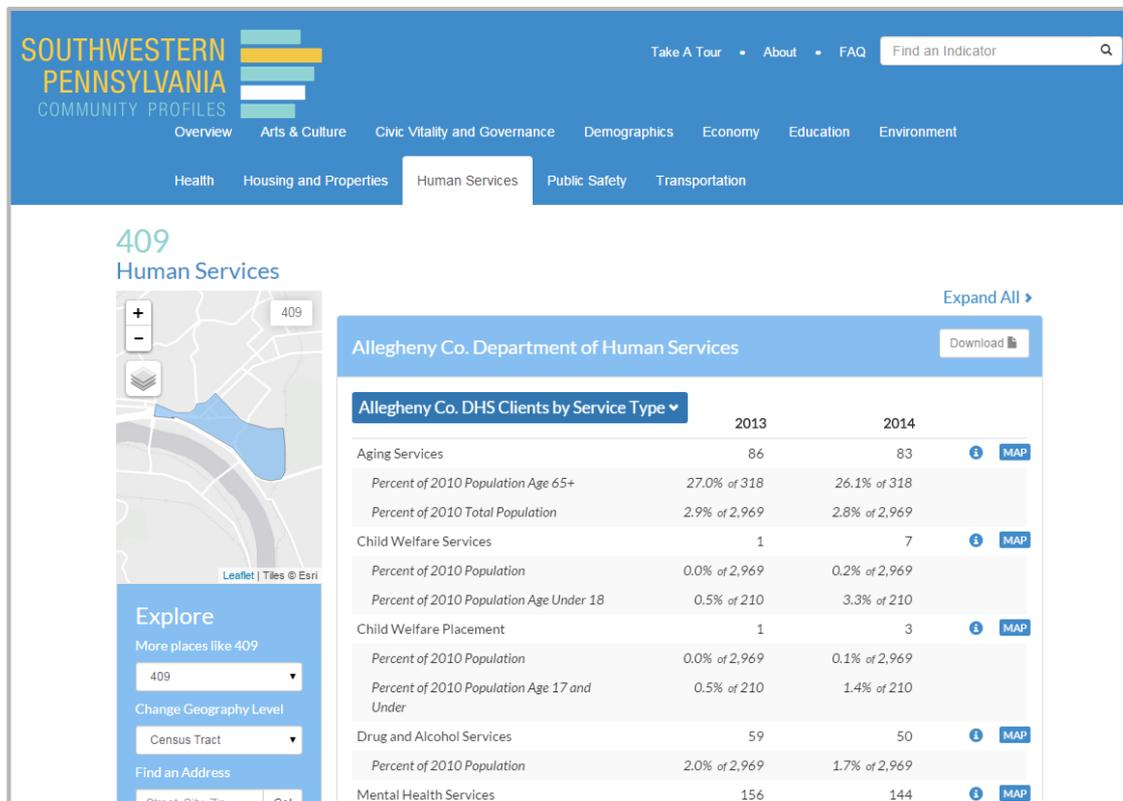 SOUTHWESTERN
PENNSYLVANIA
COMMUNITY PROFILES
Take A Tour • About • FAQ Find an Indicator
Overview Arts & Culture Civic Vitality and Governance Demographics Economy Education Environment
Health Housing and Properties Human Services Public Safety Transportation
409
Human Services
+
−
409
Leaflet | Tiles © Esri
Explore
More places like 409
409
Change Geography Level
Census Tract
Find an Address
Expand All
Allegheny Co. Department of Human Services Download
Allegheny Co. DHS Clients by Service Type 2013 2014
Aging Services 86 83 i MAP
Percent of 2010 Population Age 65+ 27.0% of 318 26.1% of 318
Percent of 2010 Total Population 2.9% of 2,969 2.8% of 2,969
Child Welfare Services 1 7 i MAP
Percent of 2010 Population 0.0% of 2,969 0.2% of 2,969
Percent of 2010 Population Age Under 18 0.5% of 210 3.3% of 210
Child Welfare Placement 1 3 i MAP
Percent of 2010 Population 0.0% of 2,969 0.1% of 2,969
Percent of 2010 Population Age 17 and 0.5% of 210 1.4% of 210
Under
Drug and Alcohol Services 59 50 i MAP
Percent of 2010 Population 2.0% of 2,969 1.7% of 2,969
Mental Health Services 156 144 i MAP